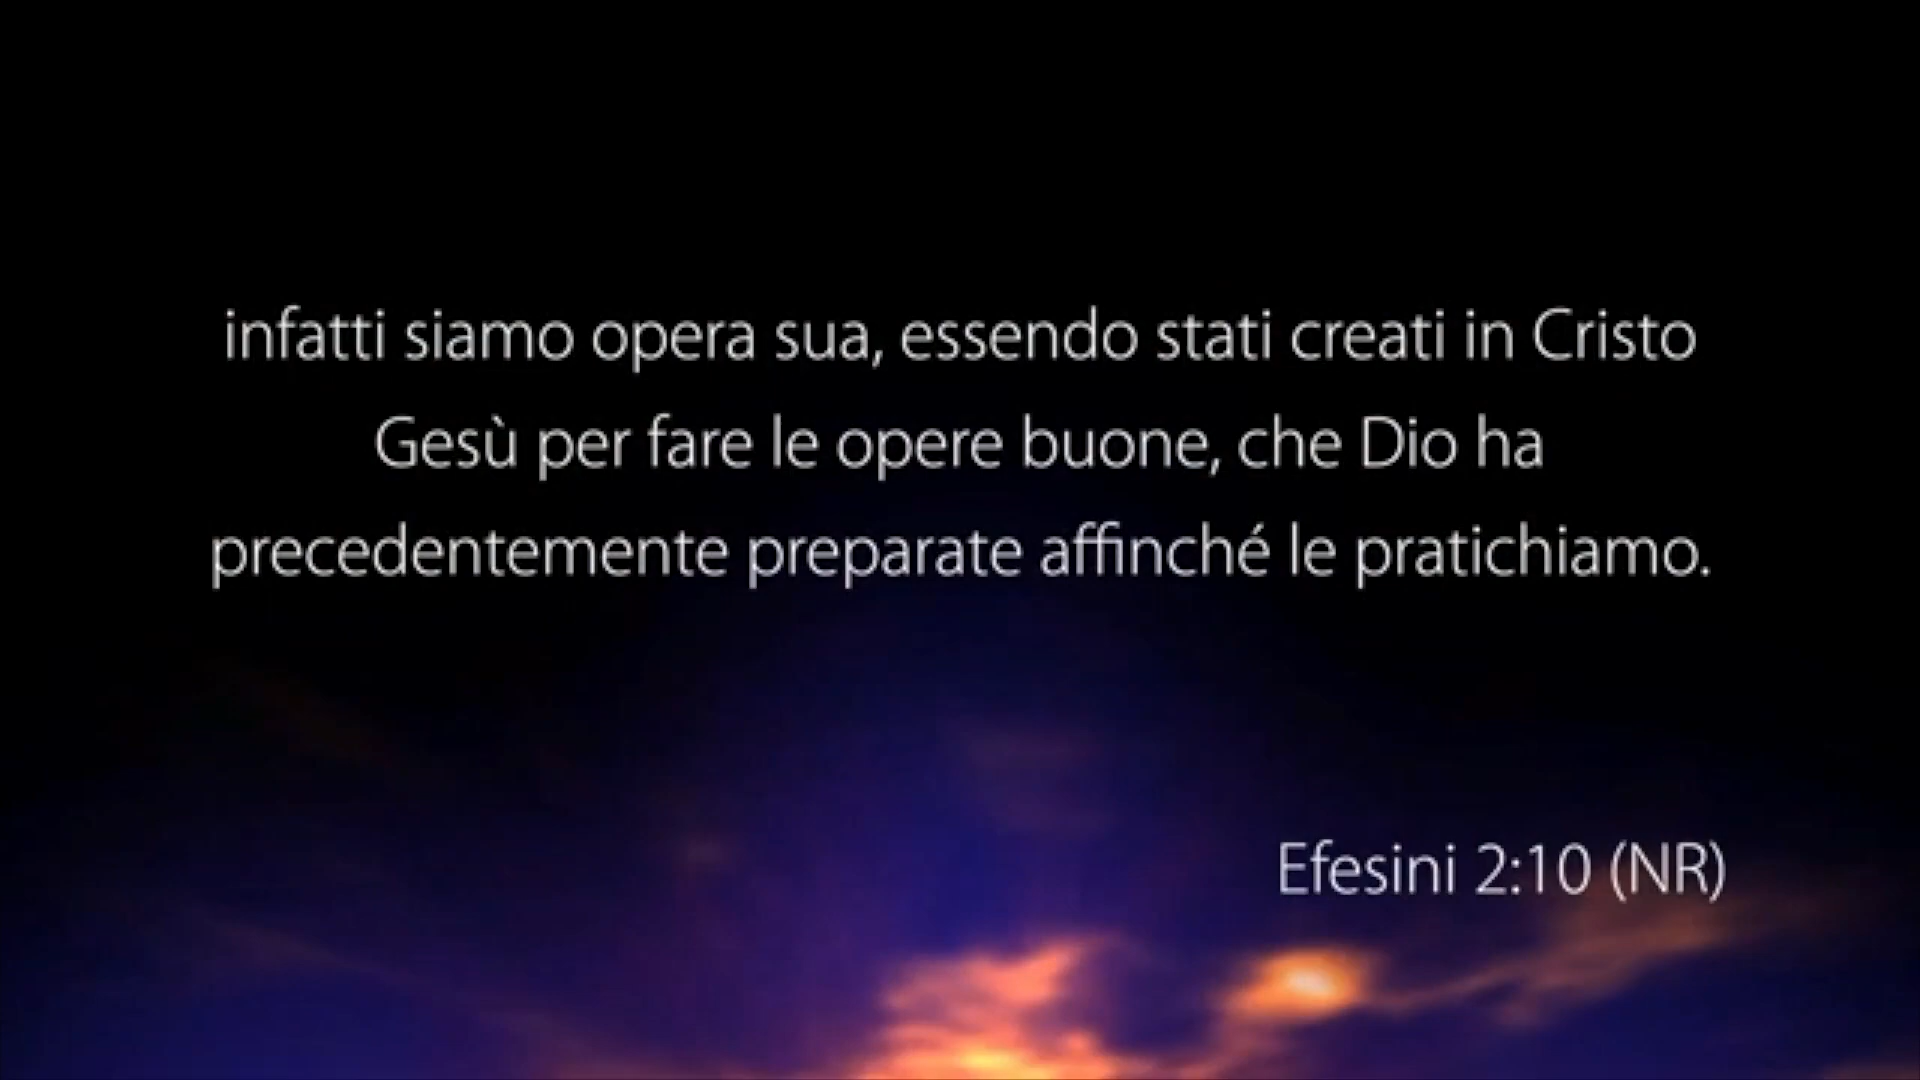 infatti siamo opera sua, essendo stati creati in Cristo
Gesù per fare le opere buone, che Dio ha
precedentemente preparate affinché le pratichiamo.
Efesini 2:10 (NR)